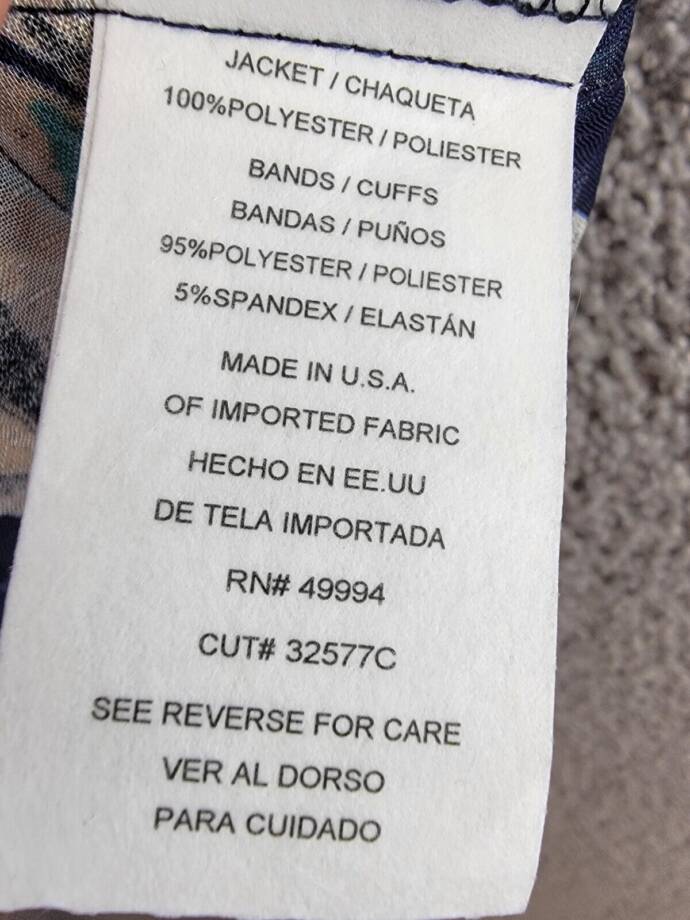 JACKET / CHAQUETA
100%POLYESTER / POLIESTER
BANDS / CUFFS
BANDAS / PUÑOS
95%POLYESTER / POLIESTER
5%SPANDEX / ELASTÁN
MADE IN U.S.A.
OF IMPORTED FABRIC
HECHO EN EE.UU
DE TELA IMPORTADA
RN# 49994
CUT# 32577C
SEE REVERSE FOR CARE
VER AL DORSO
PARA CUIDADO